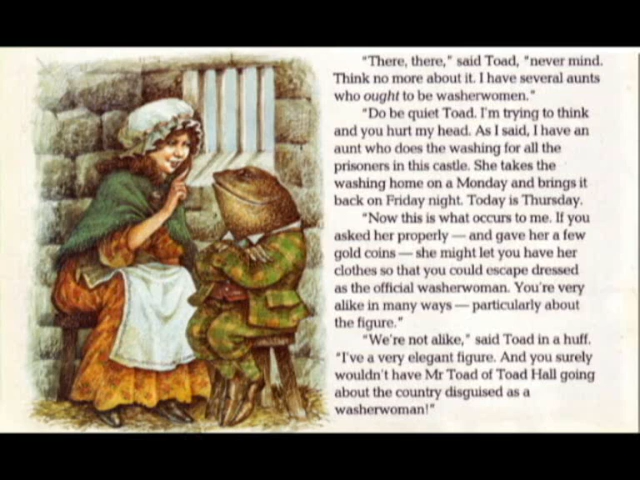 "There, there," said Toad, "never mind.
Think no more about it. I have several aunts
who ought to be washerwomen."
"Do be quiet Toad. I'm trying to think
and you hurt my head. As I said, I have an
aunt who does the washing for all the
prisoners in this castle. She takes the
washing home on a Monday and brings it
back on Friday night. Today is Thursday.
"Now this is what occurs to me. If you
asked her properly — and gave her a few
gold coins — she might let you have her
clothes so that you could escape dressed
as the official washerwoman. You're very
alike in many ways — particularly about
the figure."
"We're not alike," said Toad in a huff.
"I've a very elegant figure. And you surely
wouldn't have Mr Toad of Toad Hall going
about the country disguised as a
washerwoman!"